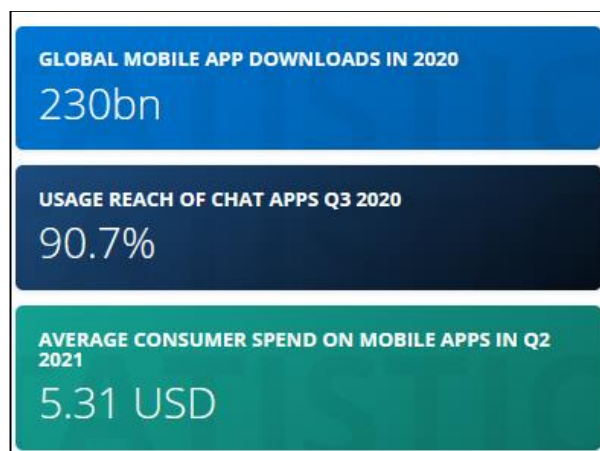 GLOBAL MOBILE APP DOWNLOADS IN 2020
230bn
USAGE REACH OF CHAT APPS Q3 2020
90.7%
AVERAGE CONSUMER SPEND ON MOBILE APPS IN Q2
2021
5.31 USD